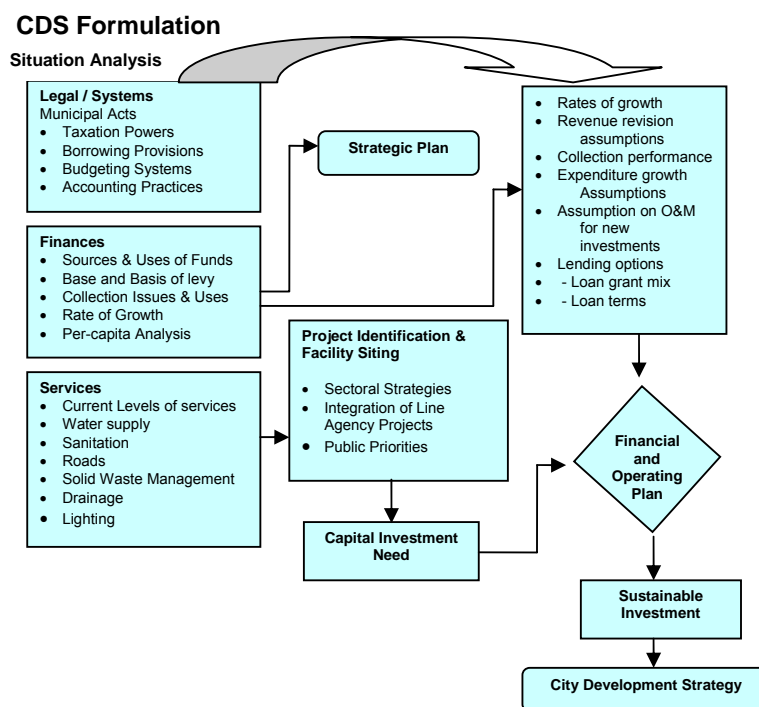 CDS Formulation
Situation Analysis
Legal / Systems
Municipal Acts
• Taxation Powers
• Borrowing Provisions
• Budgeting Systems
• Accounting Practices
Finances
• Sources & Uses of Funds
• Base and Basis of levy
• Collection Issues & Uses
• Rate of Growth
• Per-capita Analysis
Services
• Current Levels of services
• Water supply
• Sanitation
• Roads
• Solid Waste Management
• Drainage
• Lighting
Strategic Plan
Project Identification &
Facility Siting
• Sectoral Strategies
• Integration of Line
Agency Projects
• Public Priorities
Capital Investment
Need
• Rates of growth
• Revenue revision
assumptions
• Collection performance
• Expenditure growth
Assumptions
• Assumption on O&M
for new
investments
• Lending options
• - Loan grant mix
• - Loan terms
Financial
and
Operating
Plan
Sustainable
Investment
City Development Strategy